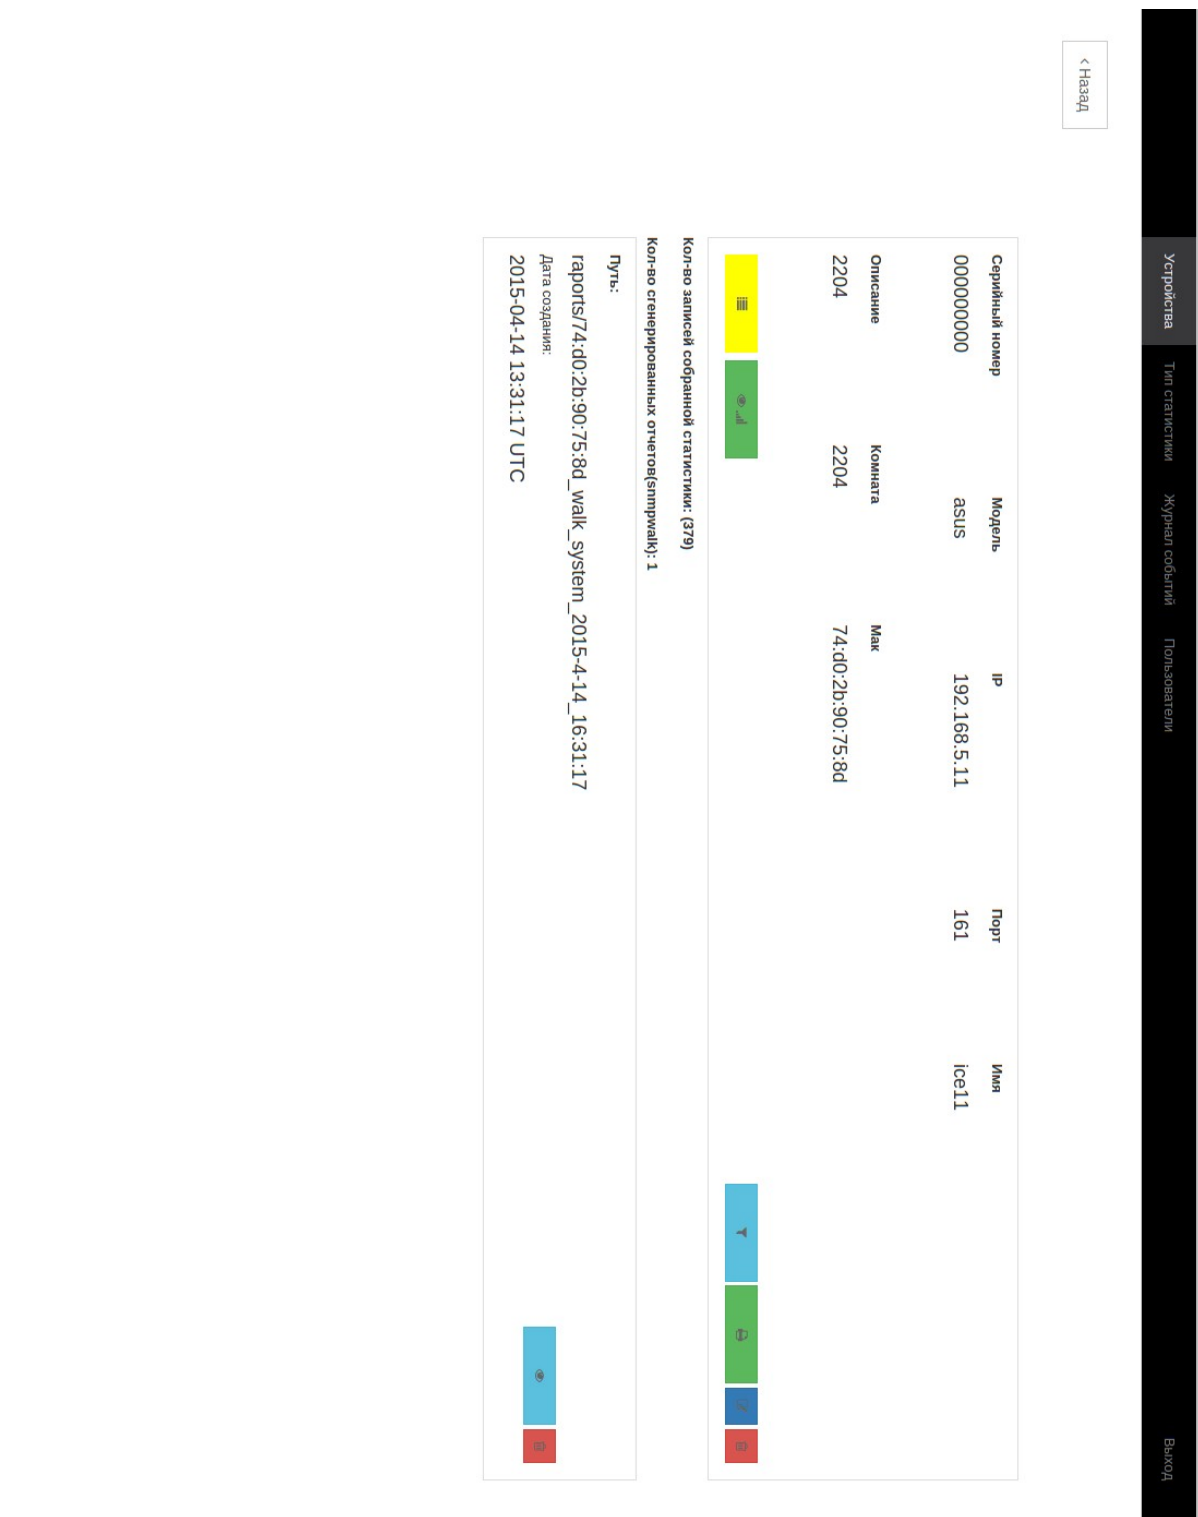 Устройства Тип статистики Журнал событий Пользователи Выход
‹ Назад
Серийный номер Модель IP Порт Имя
0000000000 asus 192.168.5.11 161 ice11
Описание Комната Мак
2204 2204 74:d0:2b:90:75:8d
Кол-во записей собранной статистики: (379)
Кол-во сгенерированных отчетов(snmpwalk): 1
Путь:
raports/74:d0:2b:90:75:8d_walk_system_2015-4-14_16:31:17
Дата создания:
2015-04-14 13:31:17 UTC